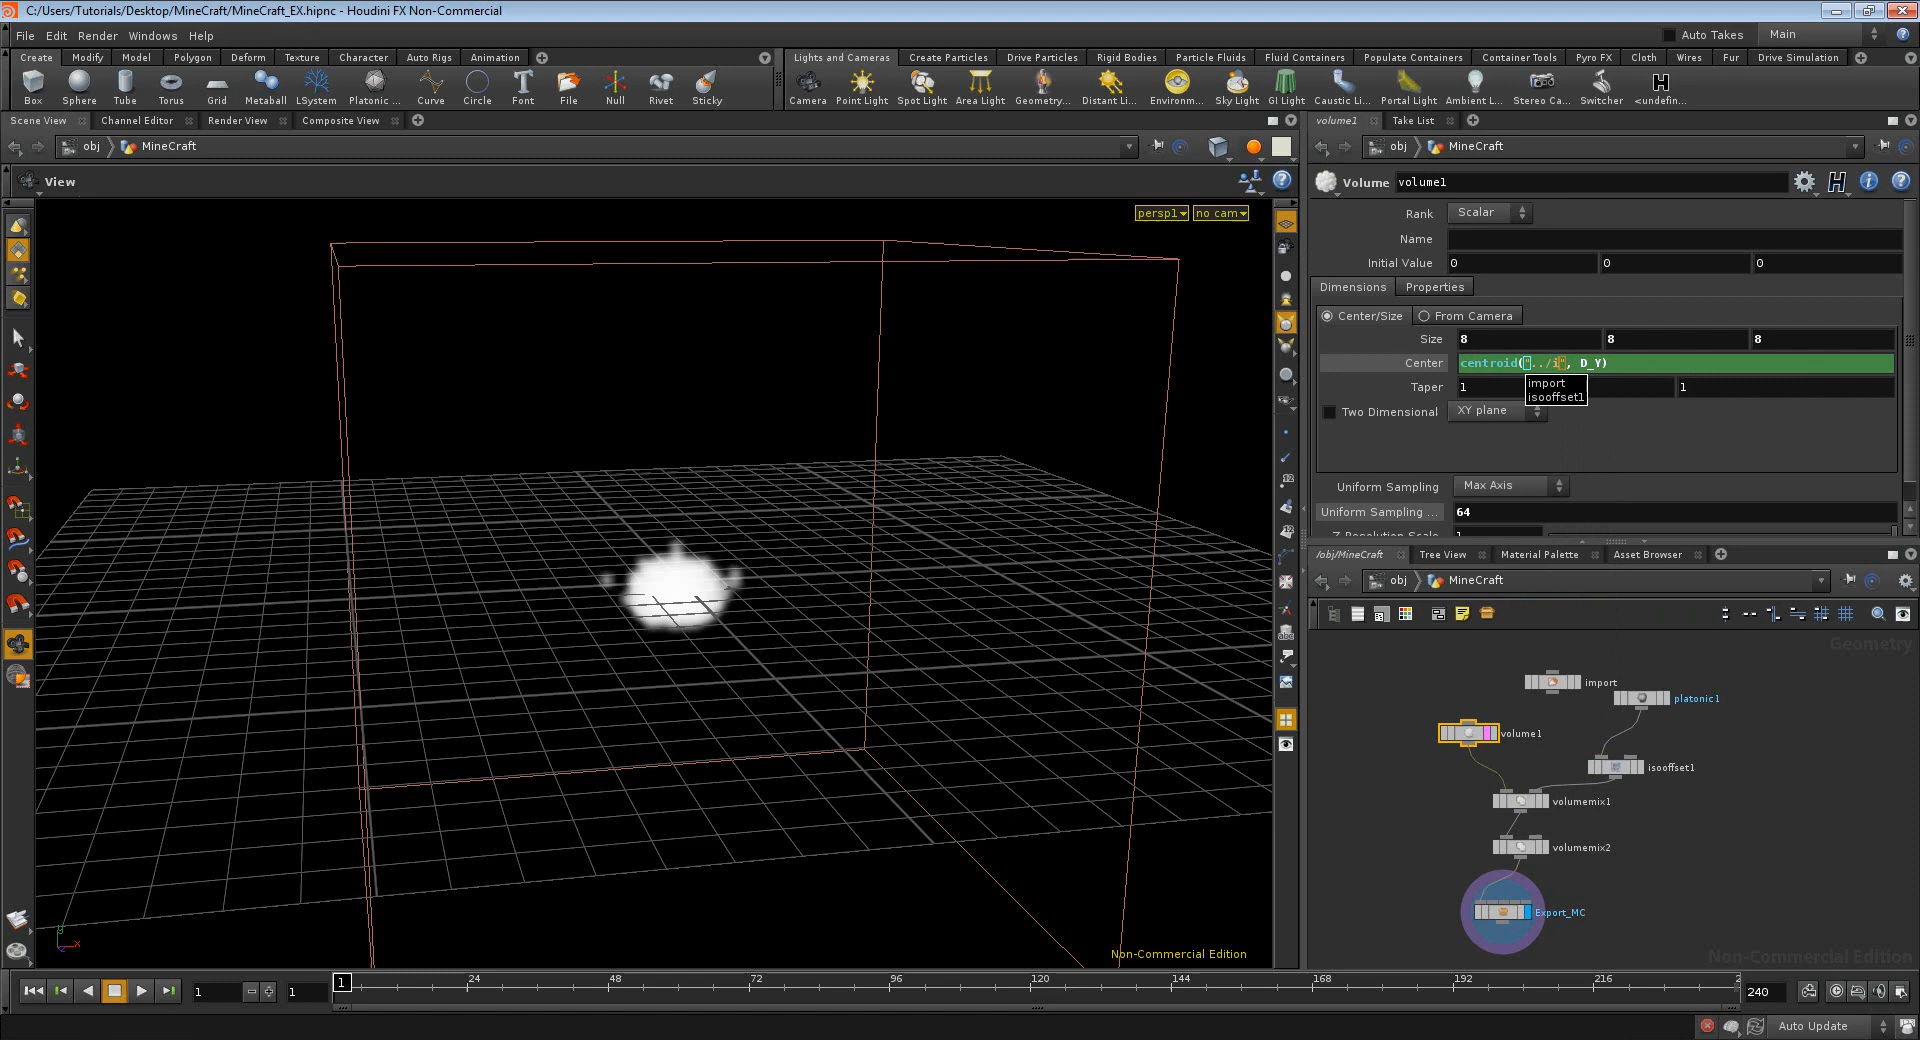 C:/Users/Tutorials/Desktop/MineCraft/MineCraft_EX.hipnc - Houdini FX Non-Commercial
File Edit Render Windows Help
Auto Takes Main
Create Modify Model Polygon Deform Texture Character Auto Rigs Animation
Lights and Cameras Create Particles Drive Particles Rigid Bodies Particle Fluids Fluid Containers Populate Containers Container Tools Pyro FX Cloth Wires Fur Drive Simulation
Box Sphere Tube Torus Grid Metaball LSystem Platonic ... Curve Circle Font File Null Rivet Sticky
Camera Point Light Spot Light Area Light Geometry... Distant Li... Environm... Sky Light GI Light Caustic Li... Portal Light Ambient L... Stereo Ca... Switcher <undefin...
Scene View Channel Editor Render View Composite View
volume1 Take List
obj MineCraft
obj MineCraft
View
Volume volume1
persp1 no cam
Rank Scalar
Name
Initial Value 0 0 0
Dimensions Properties
Center/Size From Camera
Size 8 8 8
Center centroid("../i", D_Y)
Taper 1 1
import
isooffset1
Two Dimensional XY plane
Uniform Sampling Max Axis
Uniform Sampling ... 64
Z Resolution Scale 1
/obj/MineCraft Tree View Material Palette Asset Browser
obj MineCraft
Geometry
import
platonic1
volume1
isooffset1
volumemix1
volumemix2
Export_MC
Non-Commercial Edition
Non-Commercial Edition
1 1 1 24 48 72 96 120 144 168 192 216 2 240
Auto Update